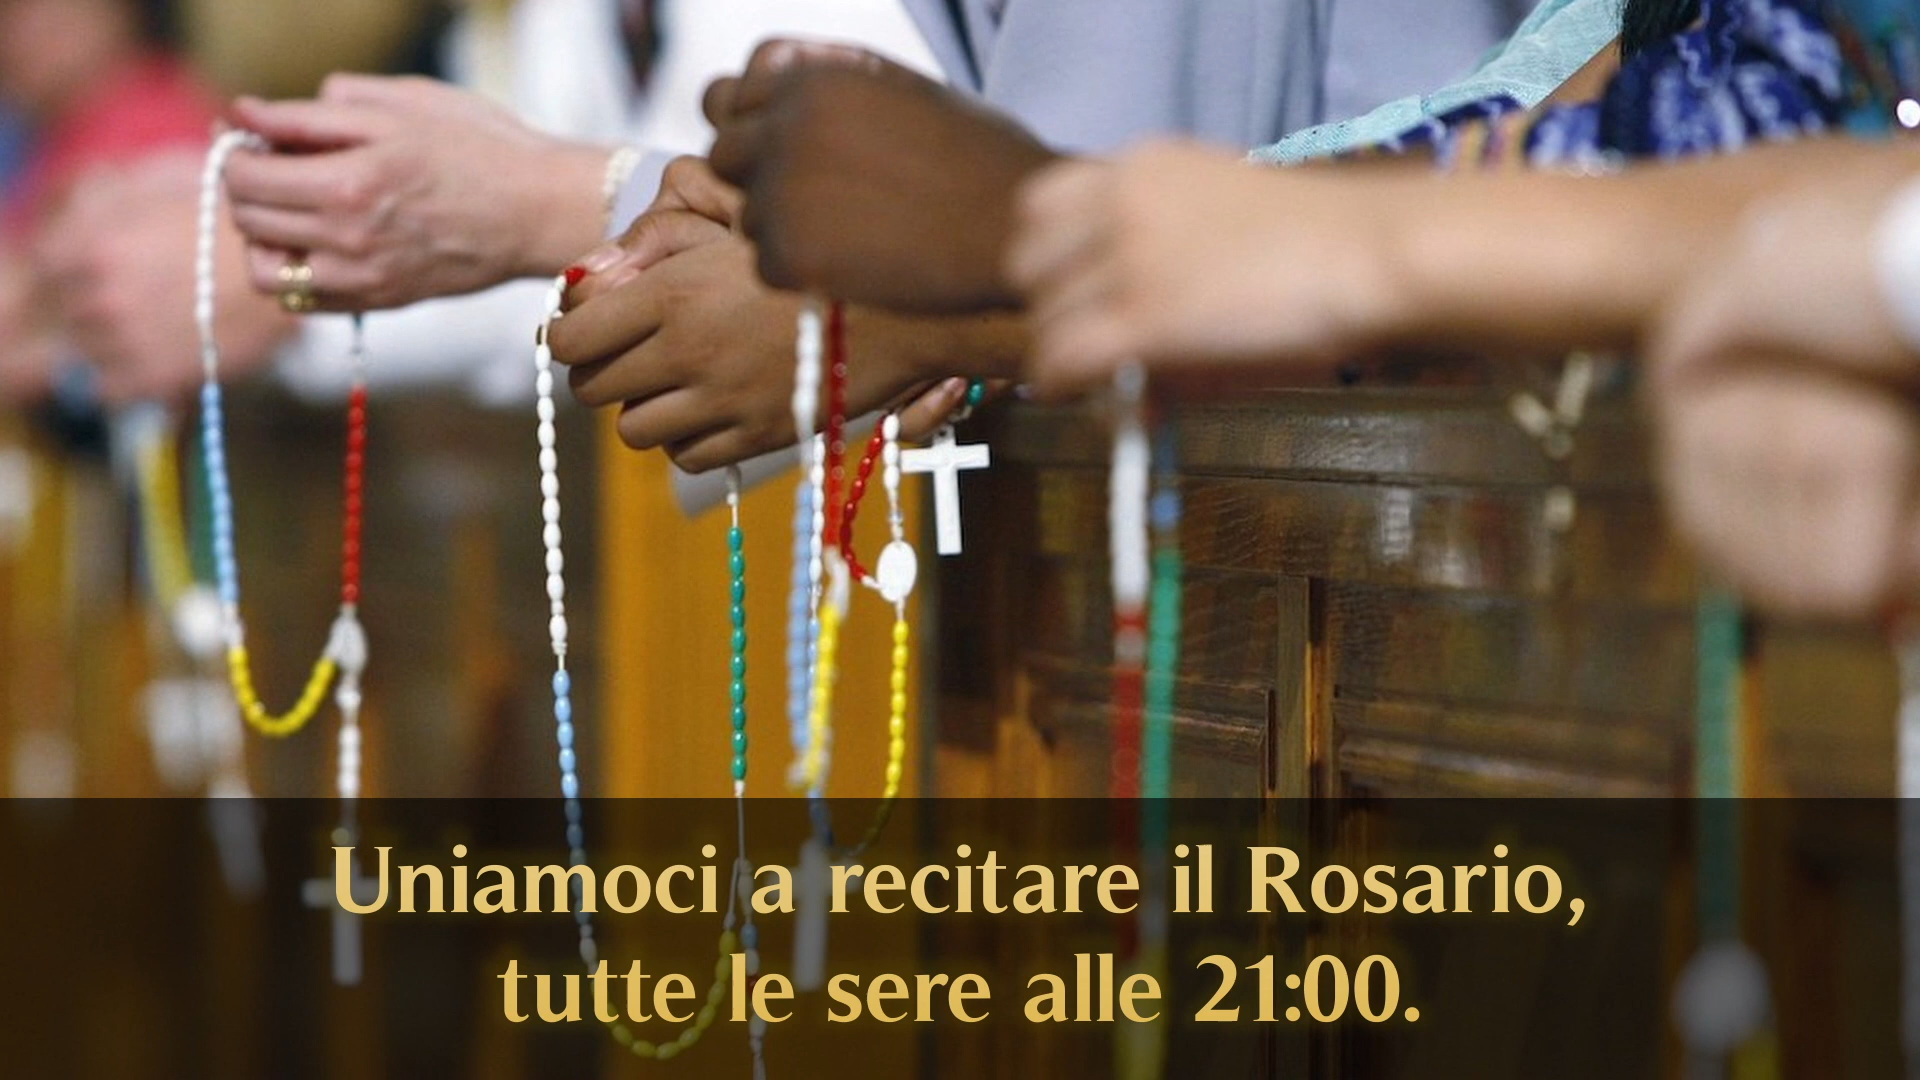 Uniamoci a recitare il Rosario,
tutte le sere alle 21:00.